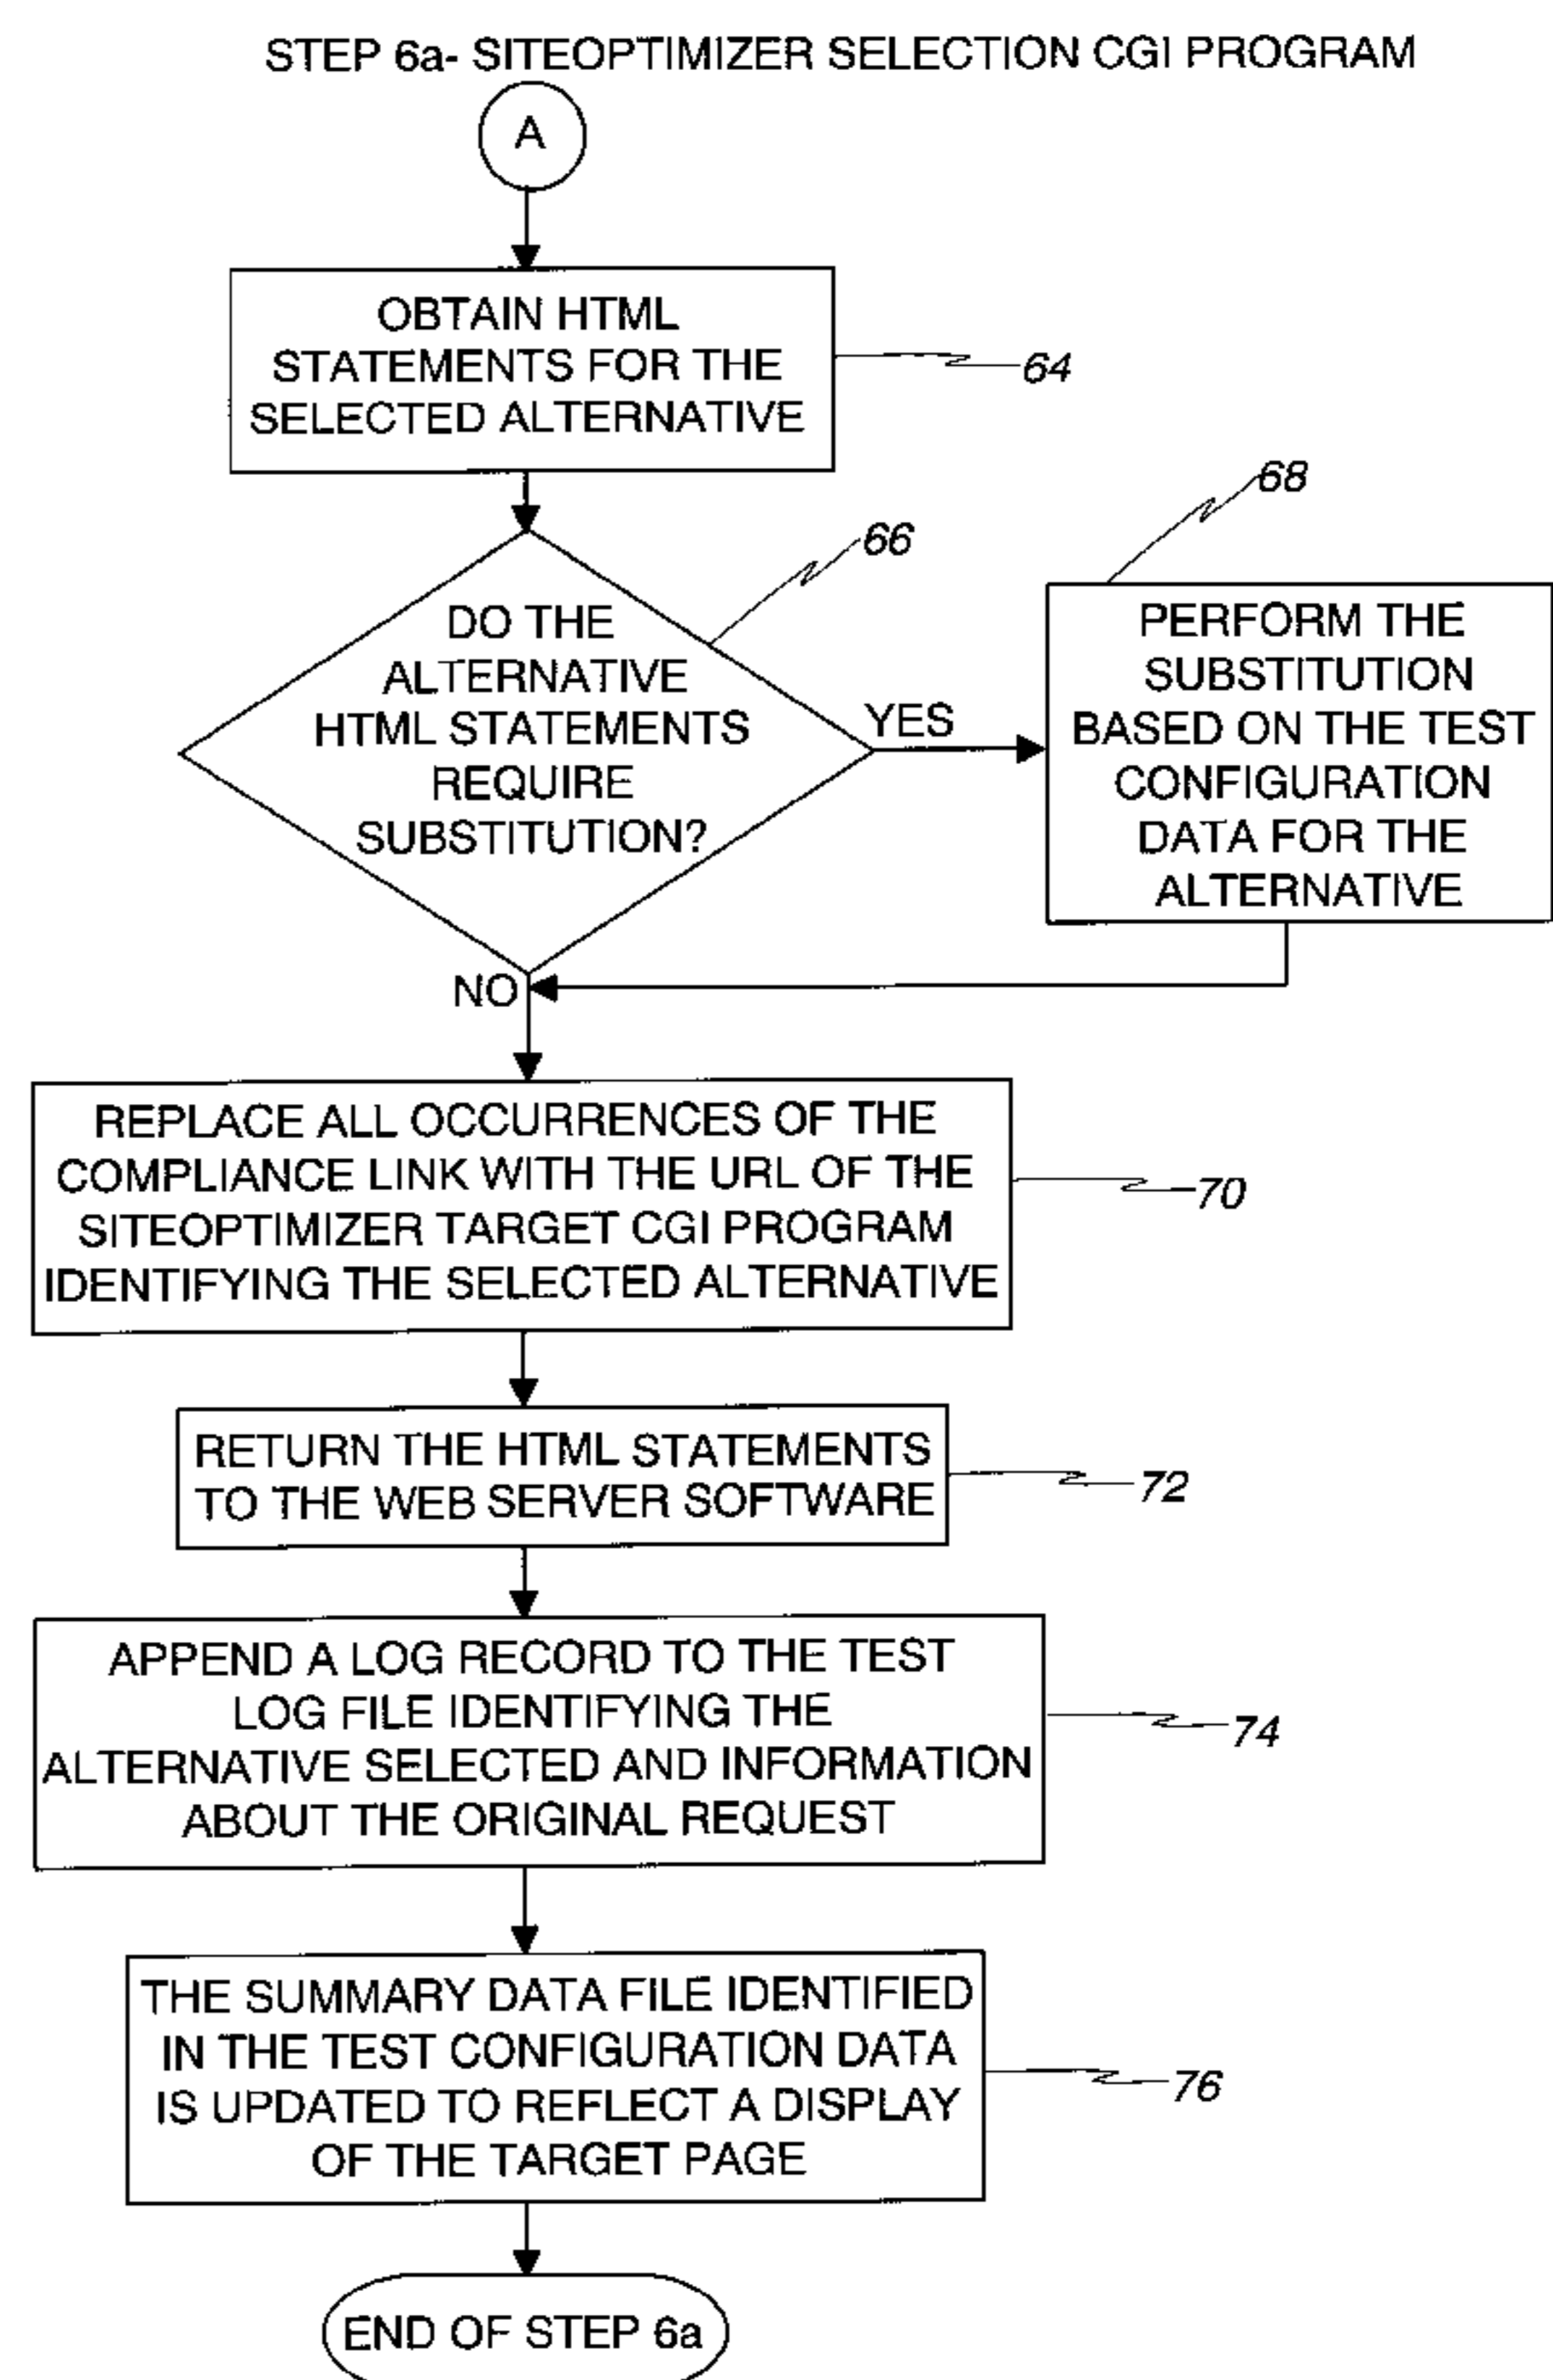 STEP 6a- SITEOPTIMIZER SELECTION CGI PROGRAM
A
OBTAIN HTML
STATEMENTS FOR THE
SELECTED ALTERNATIVE
64
68
66
DO THE
ALTERNATIVE
HTML STATEMENTS
REQUIRE
SUBSTITUTION?
YES
PERFORM THE
SUBSTITUTION
BASED ON THE TEST
CONFIGURATION
DATA FOR THE
ALTERNATIVE
NO
REPLACE ALL OCCURRENCES OF THE
COMPLIANCE LINK WITH THE URL OF THE
SITEOPTIMIZER TARGET CGI PROGRAM
IDENTIFYING THE SELECTED ALTERNATIVE
70
RETURN THE HTML STATEMENTS
TO THE WEB SERVER SOFTWARE
72
APPEND A LOG RECORD TO THE TEST
LOG FILE IDENTIFYING THE
ALTERNATIVE SELECTED AND INFORMATION
ABOUT THE ORIGINAL REQUEST
74
THE SUMMARY DATA FILE IDENTIFIED
IN THE TEST CONFIGURATION DATA
IS UPDATED TO REFLECT A DISPLAY
OF THE TARGET PAGE
76
END OF STEP 6a